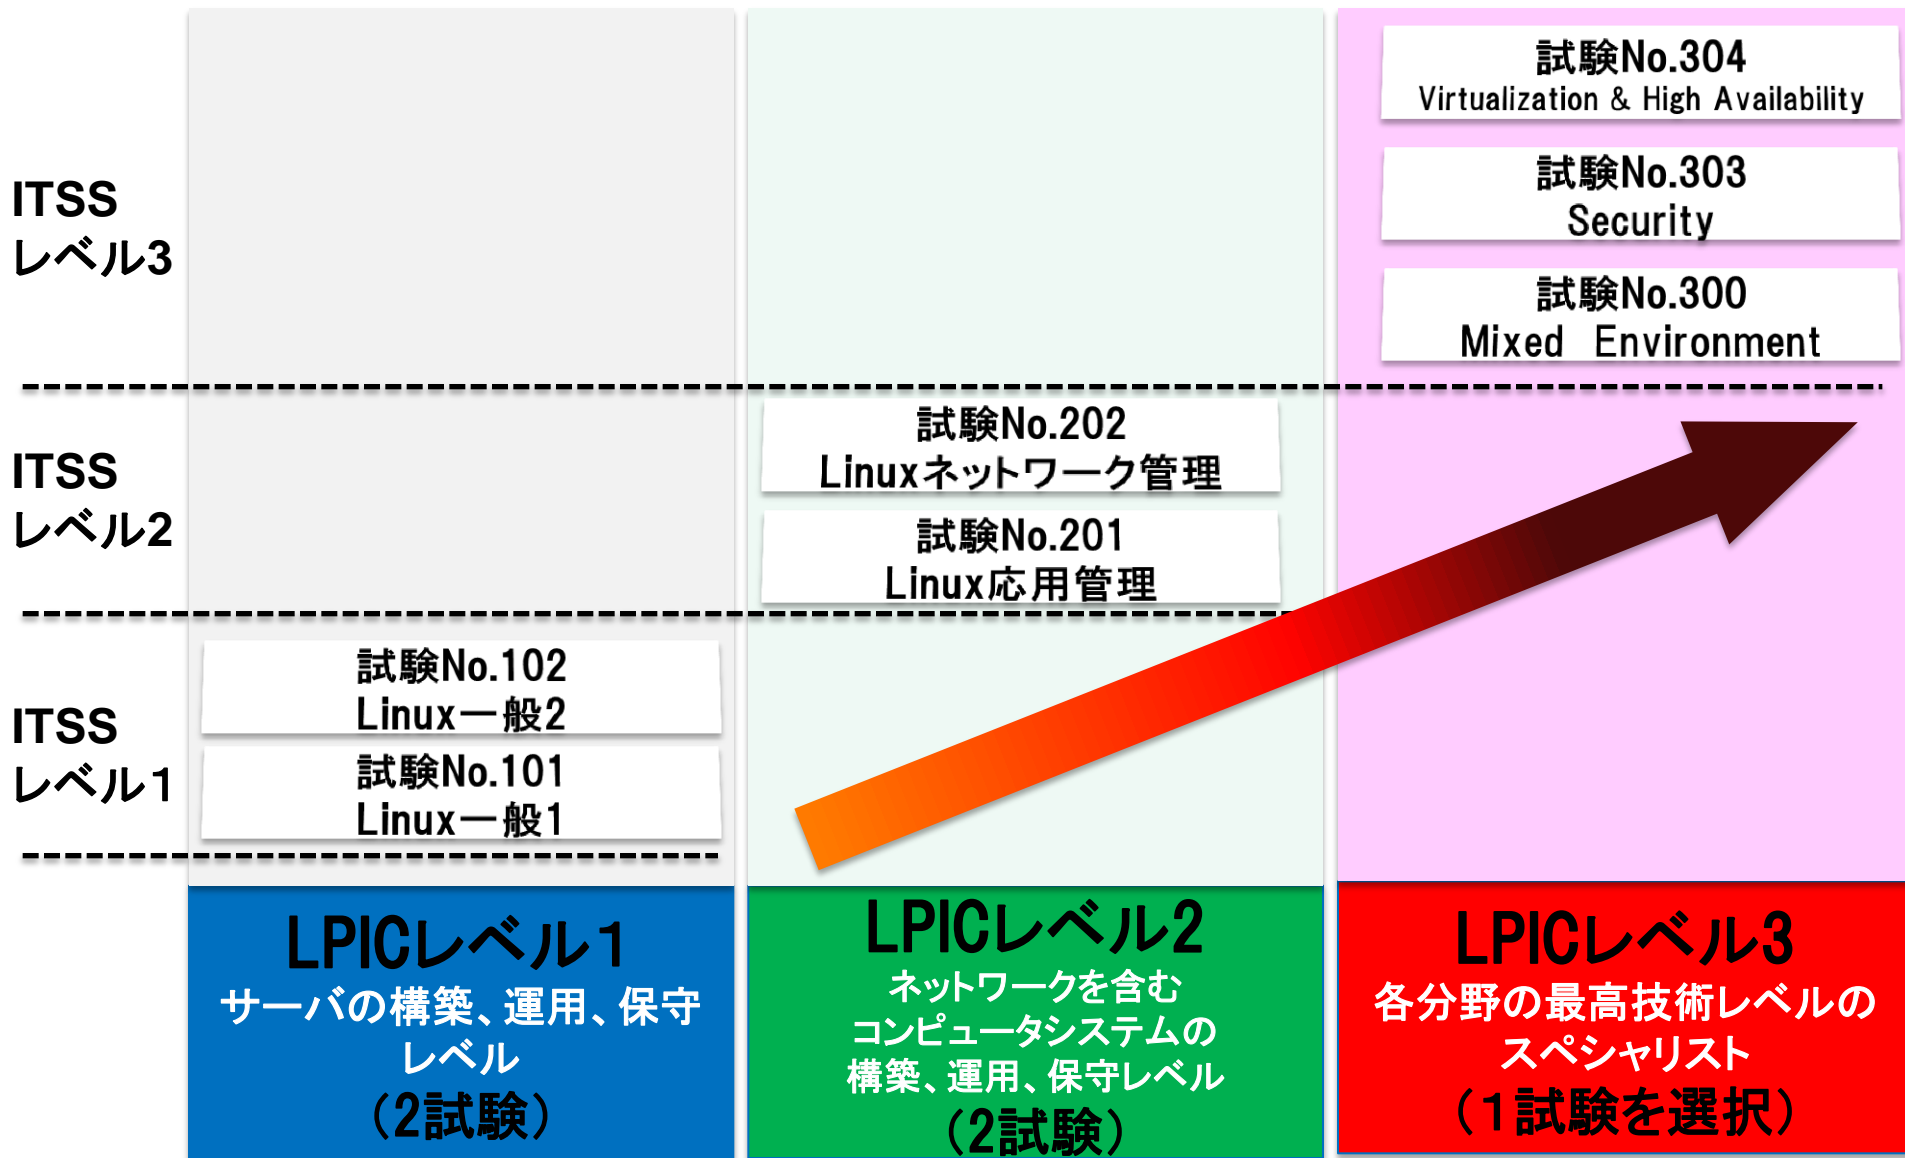 試験No.304
Virtualization & High Availability
試験No.303
Security
試験No.300
Mixed　Environment
ITSS
レベル3
試験No.202
Linuxネットワーク管理
試験No.201
Linux応用管理
ITSS
レベル2
試験No.102
Linux一般2
試験No.101
Linux一般1
ITSS
レベル１
LPICレベル１
サーバの構築、運用、保守
レベル
（2試験）
LPICレベル2
ネットワークを含む
コンピュータシステムの
構築、運用、保守レベル
（2試験）
LPICレベル3
各分野の最高技術レベルの
スペシャリスト
（１試験を選択）